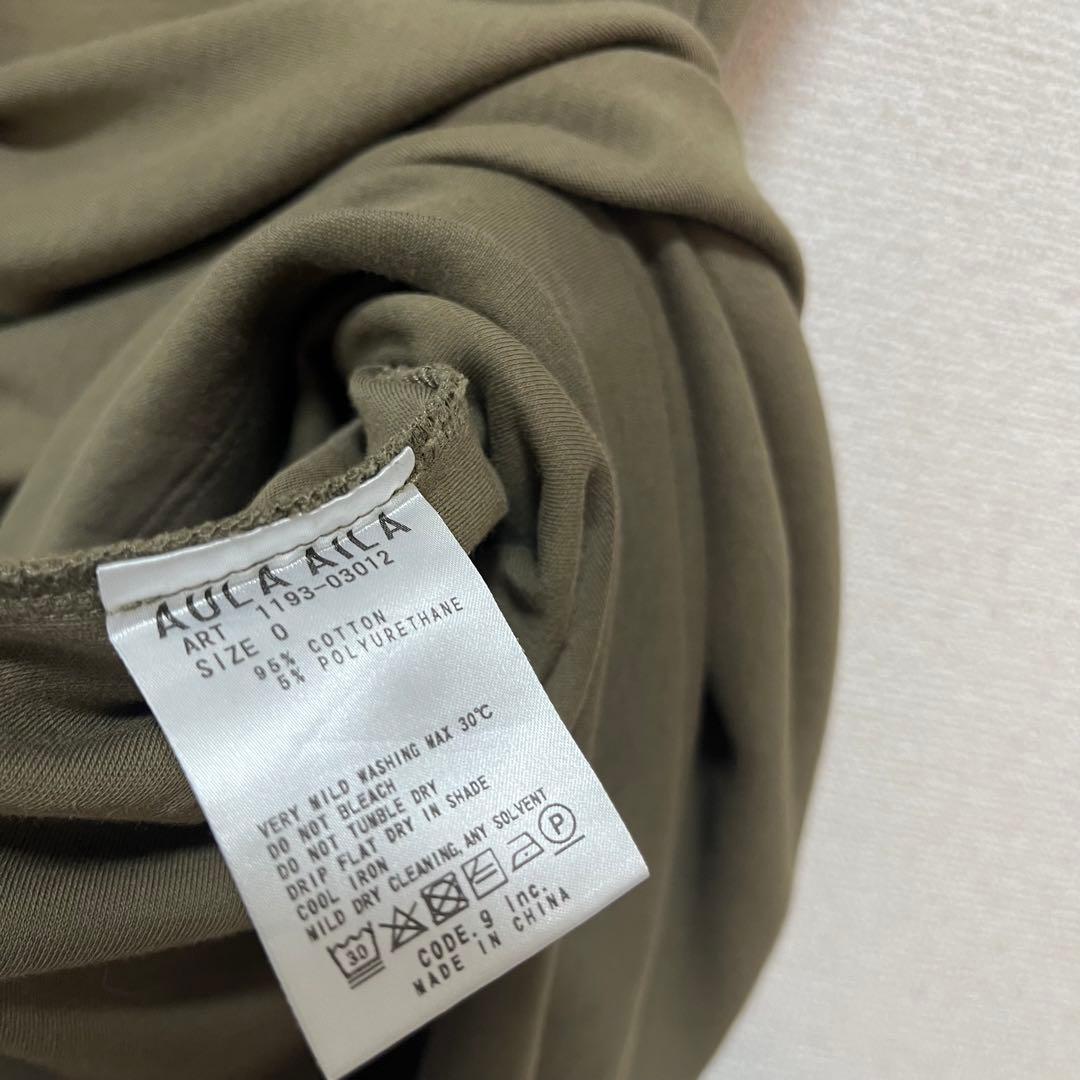 AULA AILA
ART 1193-03012
SIZE 0
95% COTTON
5% POLYURETHANE
VERY MILD WASHING MAX 30℃
DO NOT BLEACH
DO NOT TUMBLE DRY
DRIP FLAT DRY IN SHADE
COOL IRON
MILD DRY CLEANING, ANY SOLVENT
30 P
CODE. g Inc.
MADE IN CHINA